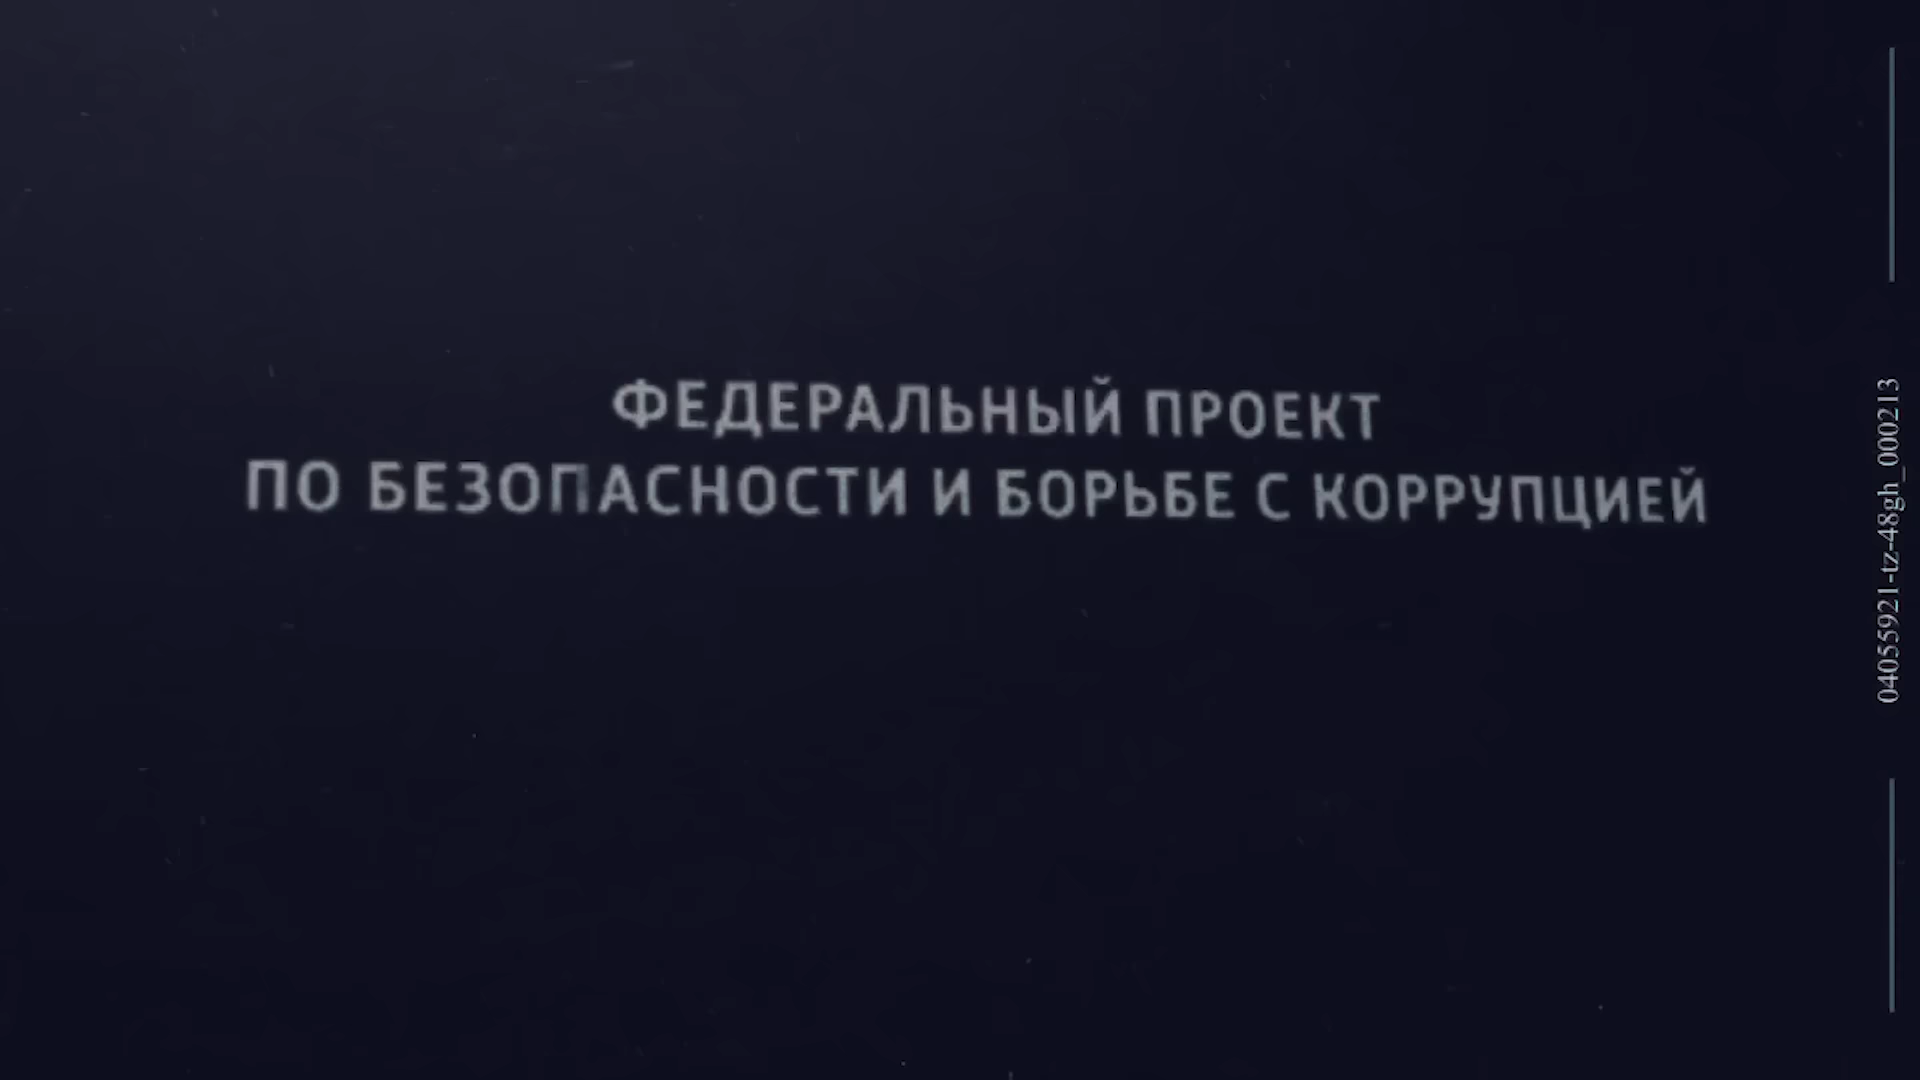 ФЕДЕРАЛЬНЫЙ ПРОЕКТ
ПО БЕЗОПАСНОСТИ И БОРЬБЕ С КОРРУПЦИЕЙ
04055921-tz-48gh_000213